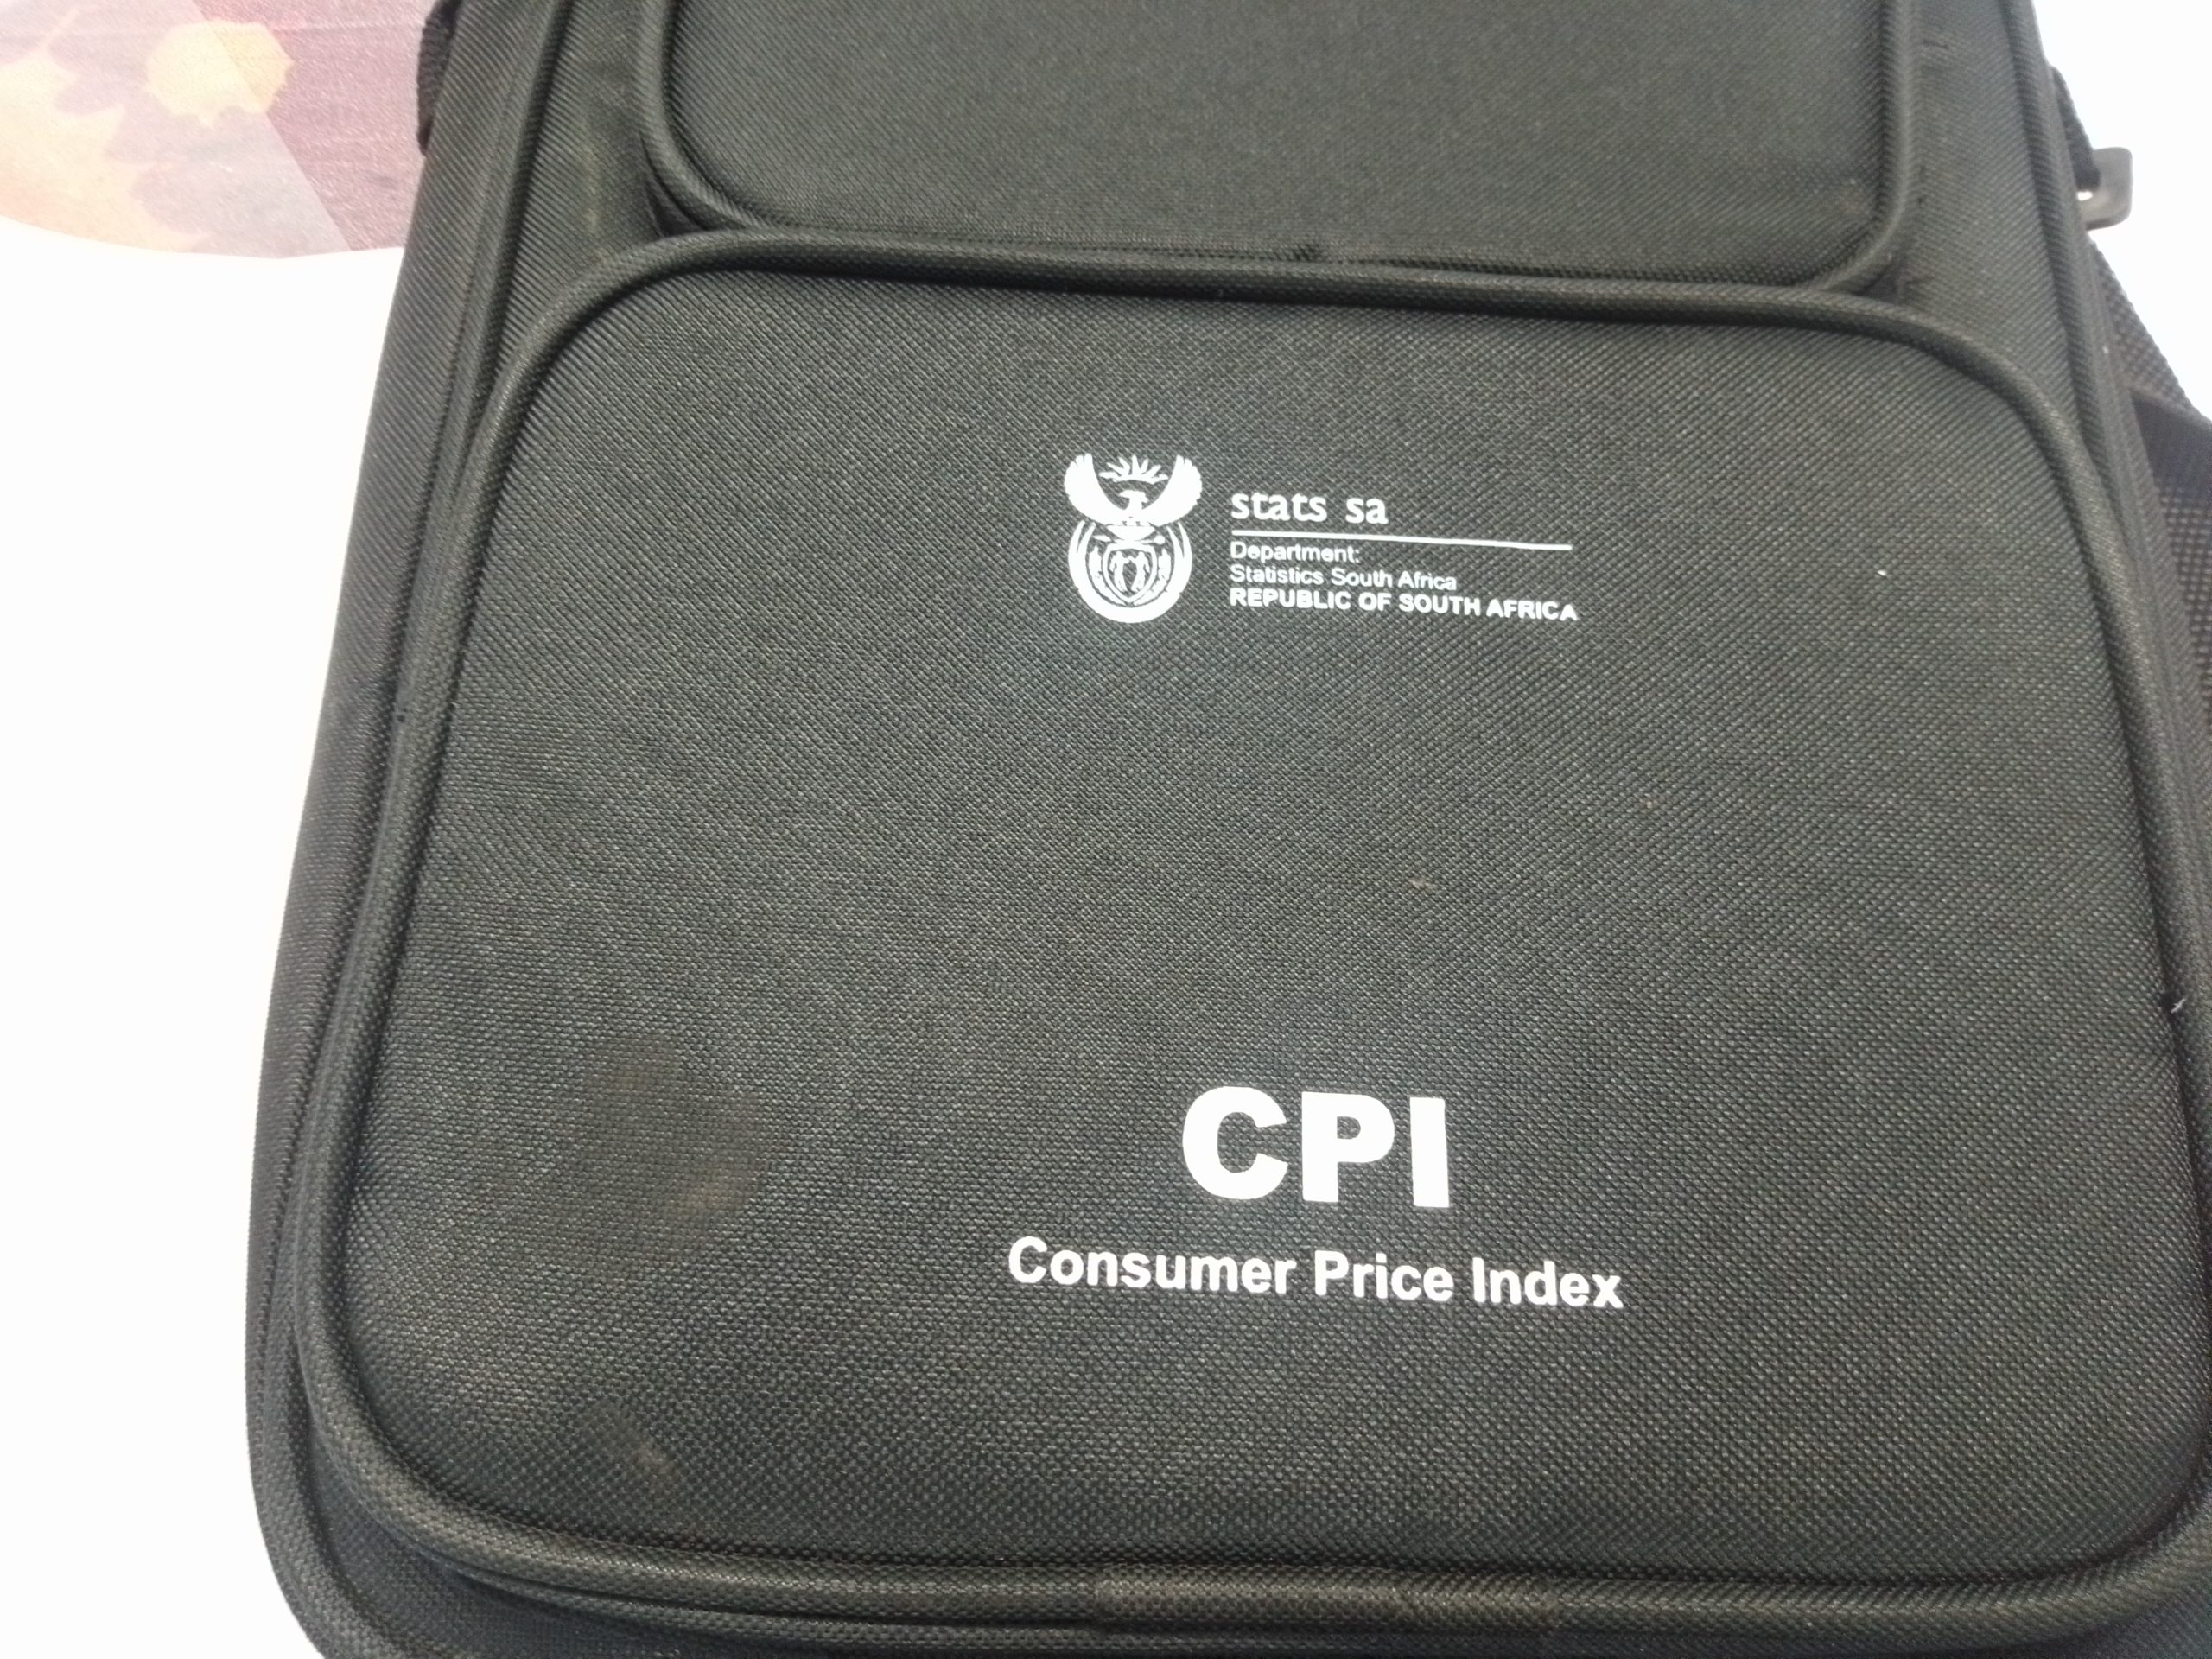 stats sa
Department:
Statistics South Africa
REPUBLIC OF SOUTH AFRICA
CPI
Consumer Price Index